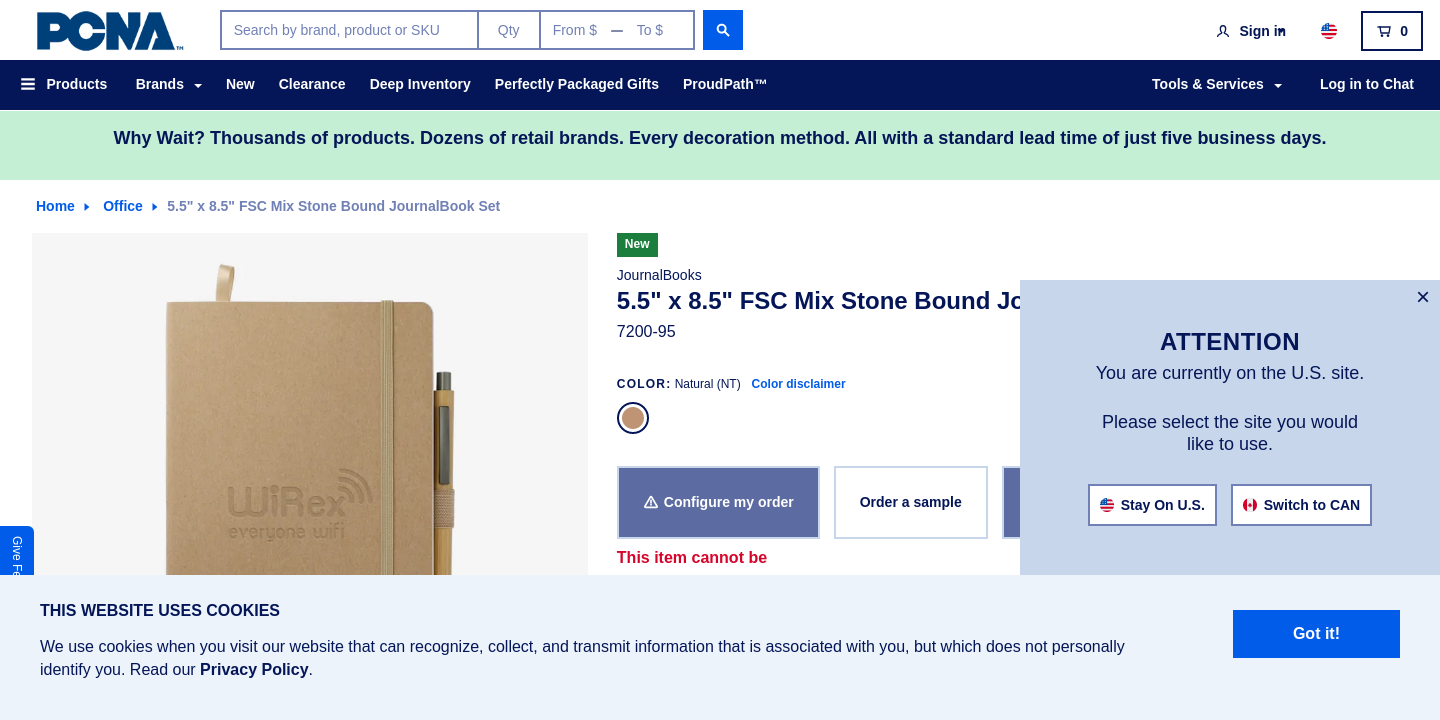 PCNA™
Search by brand, product or SKU
Qty
From $ — To $
Sign in
0
Products
Brands
New
Clearance
Deep Inventory
Perfectly Packaged Gifts
ProudPath™
Tools & Services
Log in to Chat
Why Wait? Thousands of products. Dozens of retail brands. Every decoration method. All with a standard lead time of just five business days.
Home
Office
5.5" x 8.5" FSC Mix Stone Bound JournalBook Set
WiRex
everyone wifi
New
JournalBooks
5.5" x 8.5" FSC Mix Stone Bound
7200-95
COLOR: Natural (NT) Color disclaimer
Configure my order
Order a sample
This item cannot be
×
ATTENTION
You are currently on the U.S. site.
Please select the site you would
like to use.
Stay On U.S.
Switch to CAN
Give
THIS WEBSITE USES COOKIES
We use cookies when you visit our website that can recognize, collect, and transmit information that is associated with you, but which does not personally
identify you. Read our Privacy Policy.
Got it!